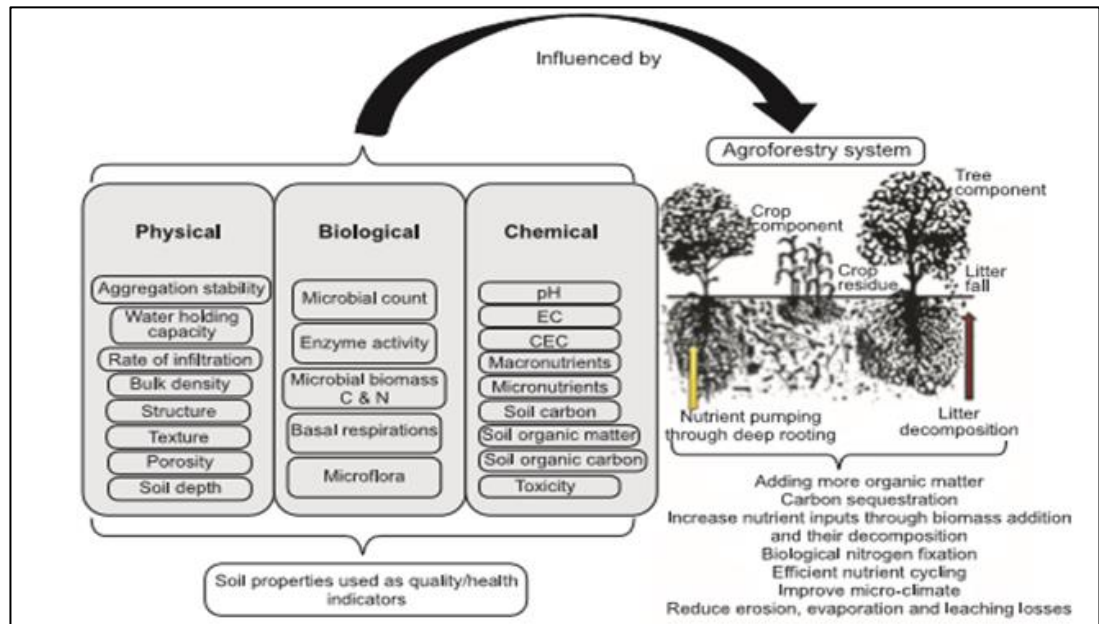 Influenced by
Agroforestry system
Physical
Aggregation stability
Water holding
capacity
Rate of infiltration
Bulk density
Structure
Texture
Porosity
Soil depth
Biological
Microbial count
Enzyme activity
Microbial biomass
C & N
Basal respirations
Microflora
Chemical
pH
EC
CEC
Macronutrients
Micronutrients
Soil carbon
Soil organic matter
Soil organic carbon
Toxicity
Soil properties used as quality/health
indicators
Tree
component
Crop
component
Crop
residue
Litter
fall
Nutrient pumping
through deep rooting
Litter
decomposition
Adding more organic matter
Carbon sequestration
Increase nutrient inputs through biomass addition
and their decomposition
Biological nitrogen fixation
Efficient nutrient cycling
Improve micro-climate
Reduce erosion, evaporation and leaching losses